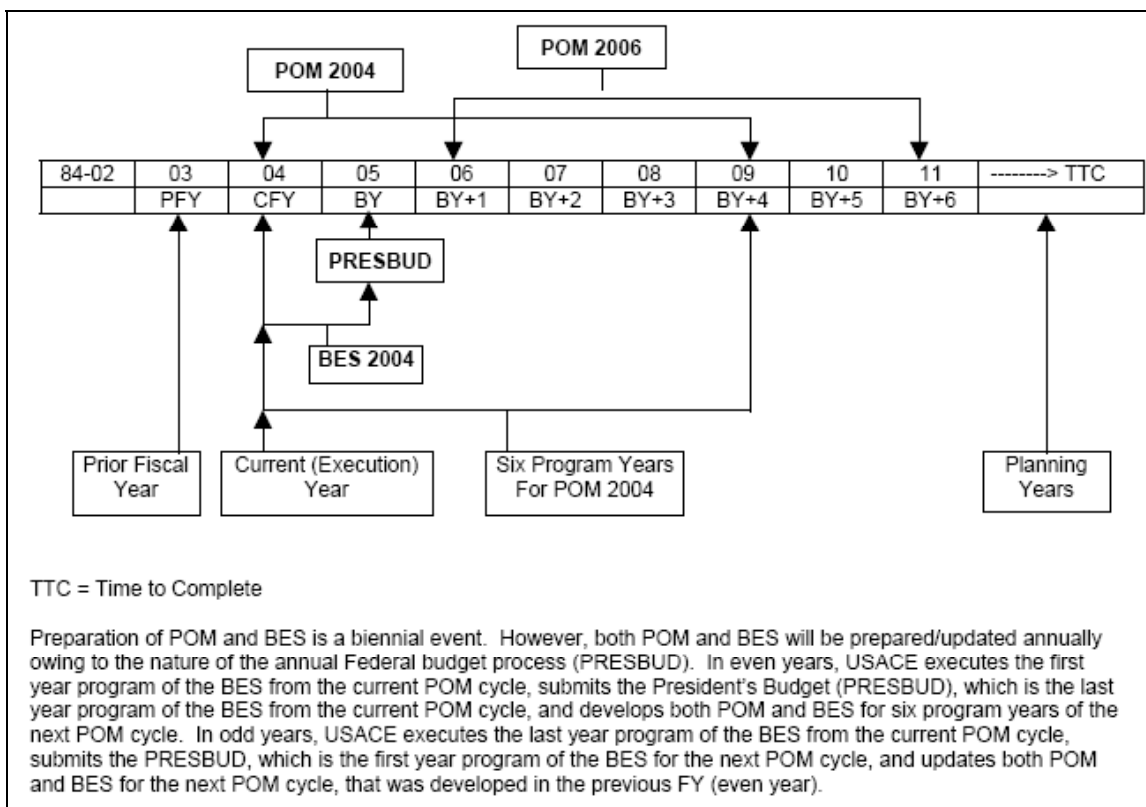 POM 2006
POM 2004
84-02 03 04 05 06 07 08 09 10 11 --------> TTC
PFY CFY BY BY+1 BY+2 BY+3 BY+4 BY+5 BY+6
PRESBUD
BES 2004
Prior Fiscal
Year
Current (Execution)
Year
Six Program Years
For POM 2004
Planning
Years
TTC = Time to Complete
Preparation of POM and BES is a biennial event. However, both POM and BES will be prepared/updated annually
owing to the nature of the annual Federal budget process (PRESBUD). In even years, USACE executes the first
year program of the BES from the current POM cycle, submits the President's Budget (PRESBUD), which is the last
year program of the BES from the current POM cycle, and develops both POM and BES for six program years of the
next POM cycle. In odd years, USACE executes the last year program of the BES from the current POM cycle,
submits the PRESBUD, which is the first year program of the BES for the next POM cycle, and updates both POM
and BES for the next POM cycle, that was developed in the previous FY (even year).